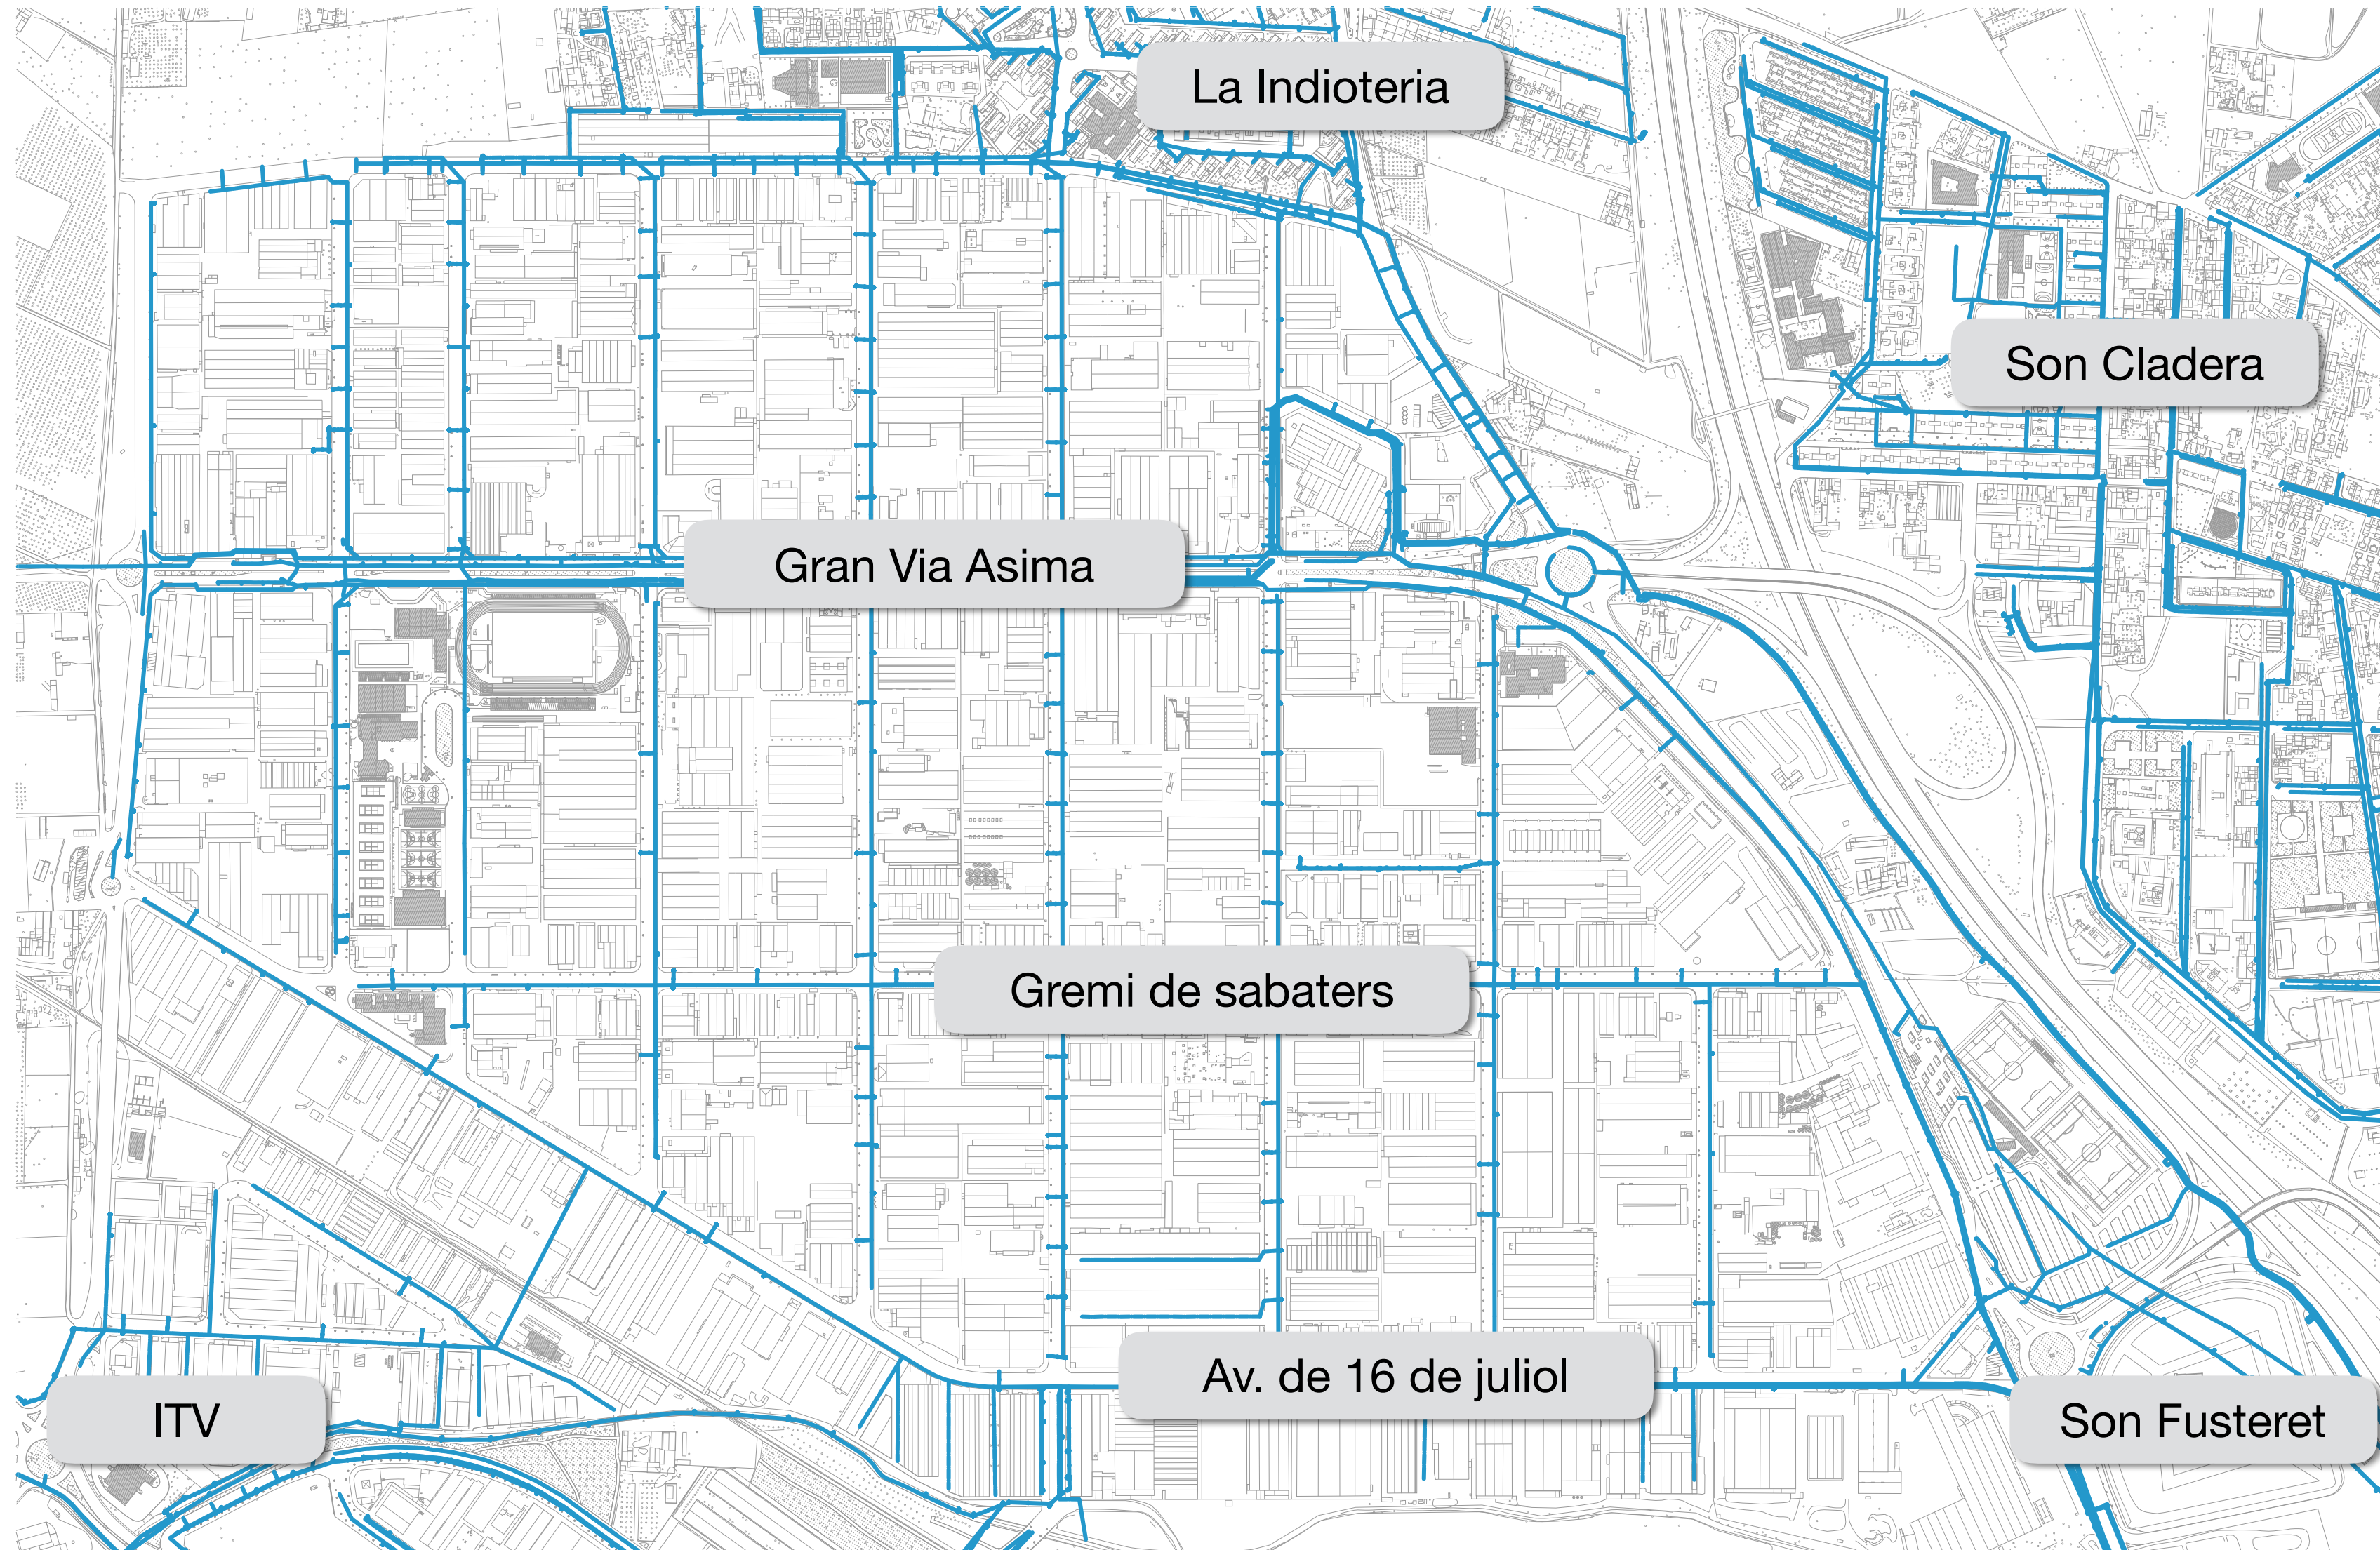 La Indioteria
Son Cladera
Gran Via Asima
Gremi de sabaters
Av. de 16 de juliol
ITV
Son Fusteret